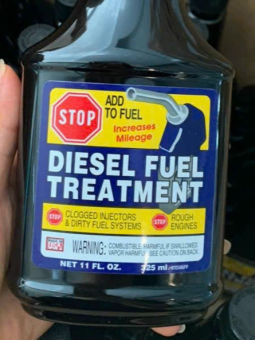 STOP
ADD
TO FUEL
Increases
Mileage
DIESEL FUEL
TREATMENT
STOP CLOGGED INJECTORS
& DIRTY FUEL SYSTEMS
STOP ROUGH
ENGINES
USA
WARNING: COMBUSTIBLE. HARMFUL IF SWALLOWED.
VAPOR HARMFUL. SEE CAUTION ON BACK.
NET 11 FL. OZ. 325 ml